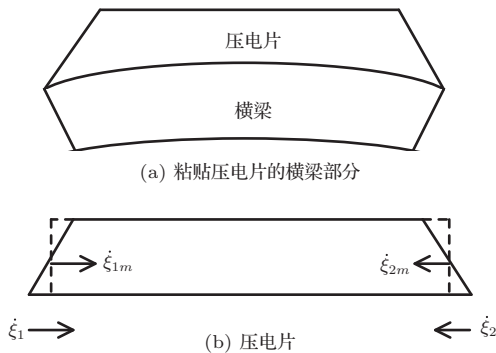 压电片
横梁
(a) 粘贴压电片的横梁部分
ξ̇₁ₘ ξ̇₂ₘ
ξ̇₁ ξ̇₂
(b) 压电片